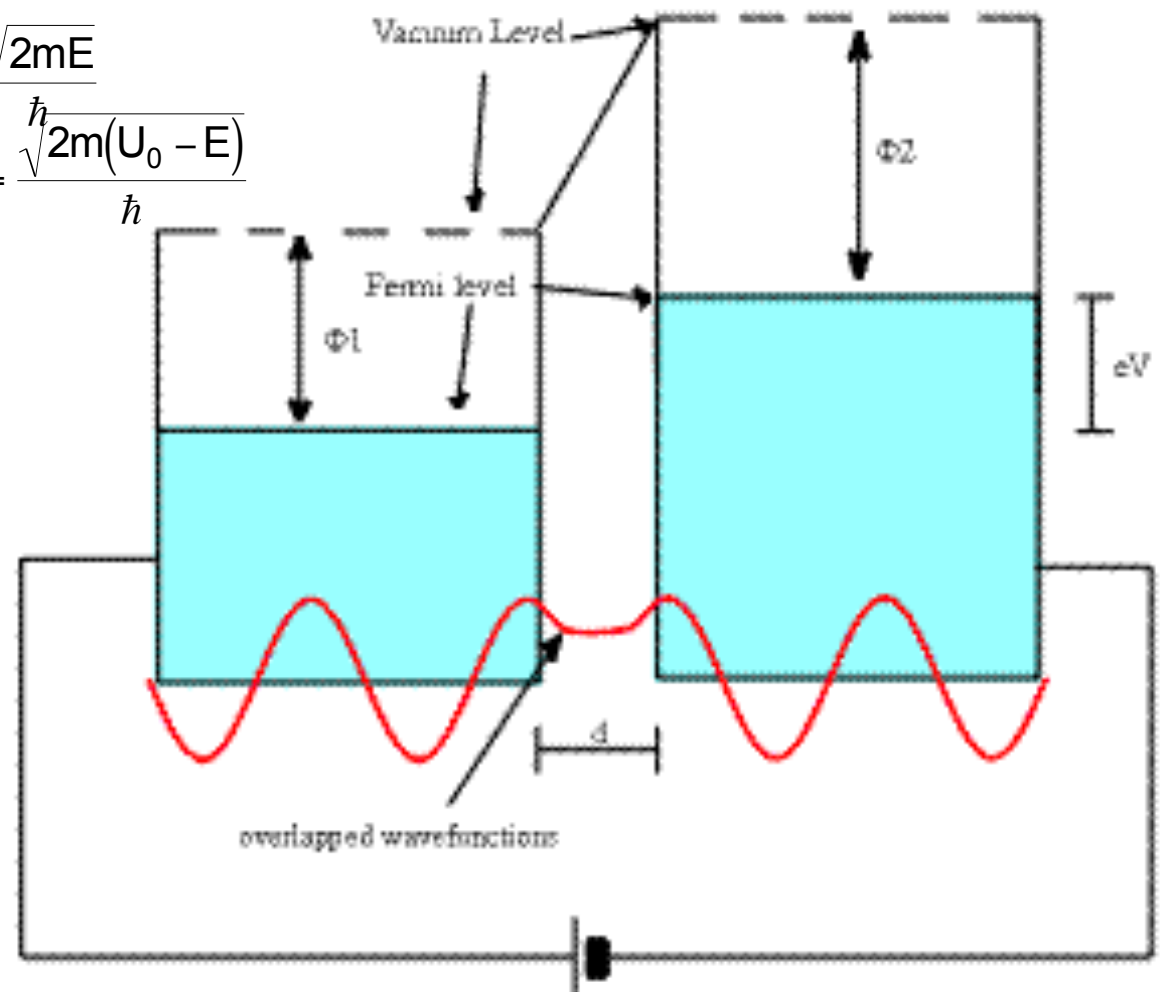 Vacuum Level
√2mE
ℏ
√2m(U₀ − E)
=
ℏ
Φ2
Fermi level
Φ1
eV
d
overlapped wavefunctions